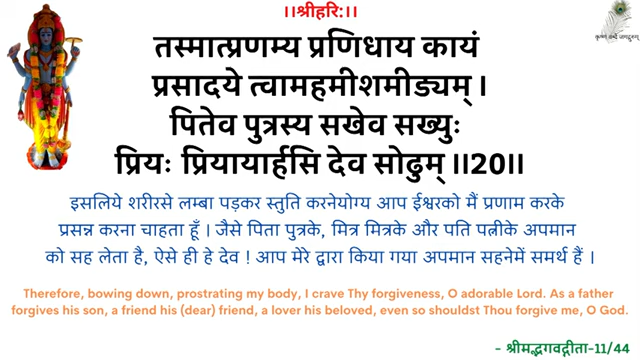 ।।श्रीहरिः।।
कृष्णं वन्दे जगद्गुरुम्
तस्मात्प्रणम्य प्रणिधाय कायं
प्रसादये त्वामहमीशमीड्यम् ।
पितेव पुत्रस्य सखेव सख्युः
प्रियः प्रियायार्हसि देव सोढुम् ।।20।।
इसलिये शरीरसे लम्बा पड़कर स्तुति करनेयोग्य आप ईश्वरको मैं प्रणाम करके
प्रसन्न करना चाहता हूँ । जैसे पिता पुत्रके, मित्र मित्रके और पति पत्नीके अपमान
को सह लेता है, ऐसे ही हे देव ! आप मेरे द्वारा किया गया अपमान सहनेमें समर्थ हैं ।
Therefore, bowing down, prostrating my body, I crave Thy forgiveness, O adorable Lord. As a father
forgives his son, a friend his (dear) friend, a lover his beloved, even so shouldst Thou forgive me, O God.
- श्रीमद्भगवद्गीता-11/44